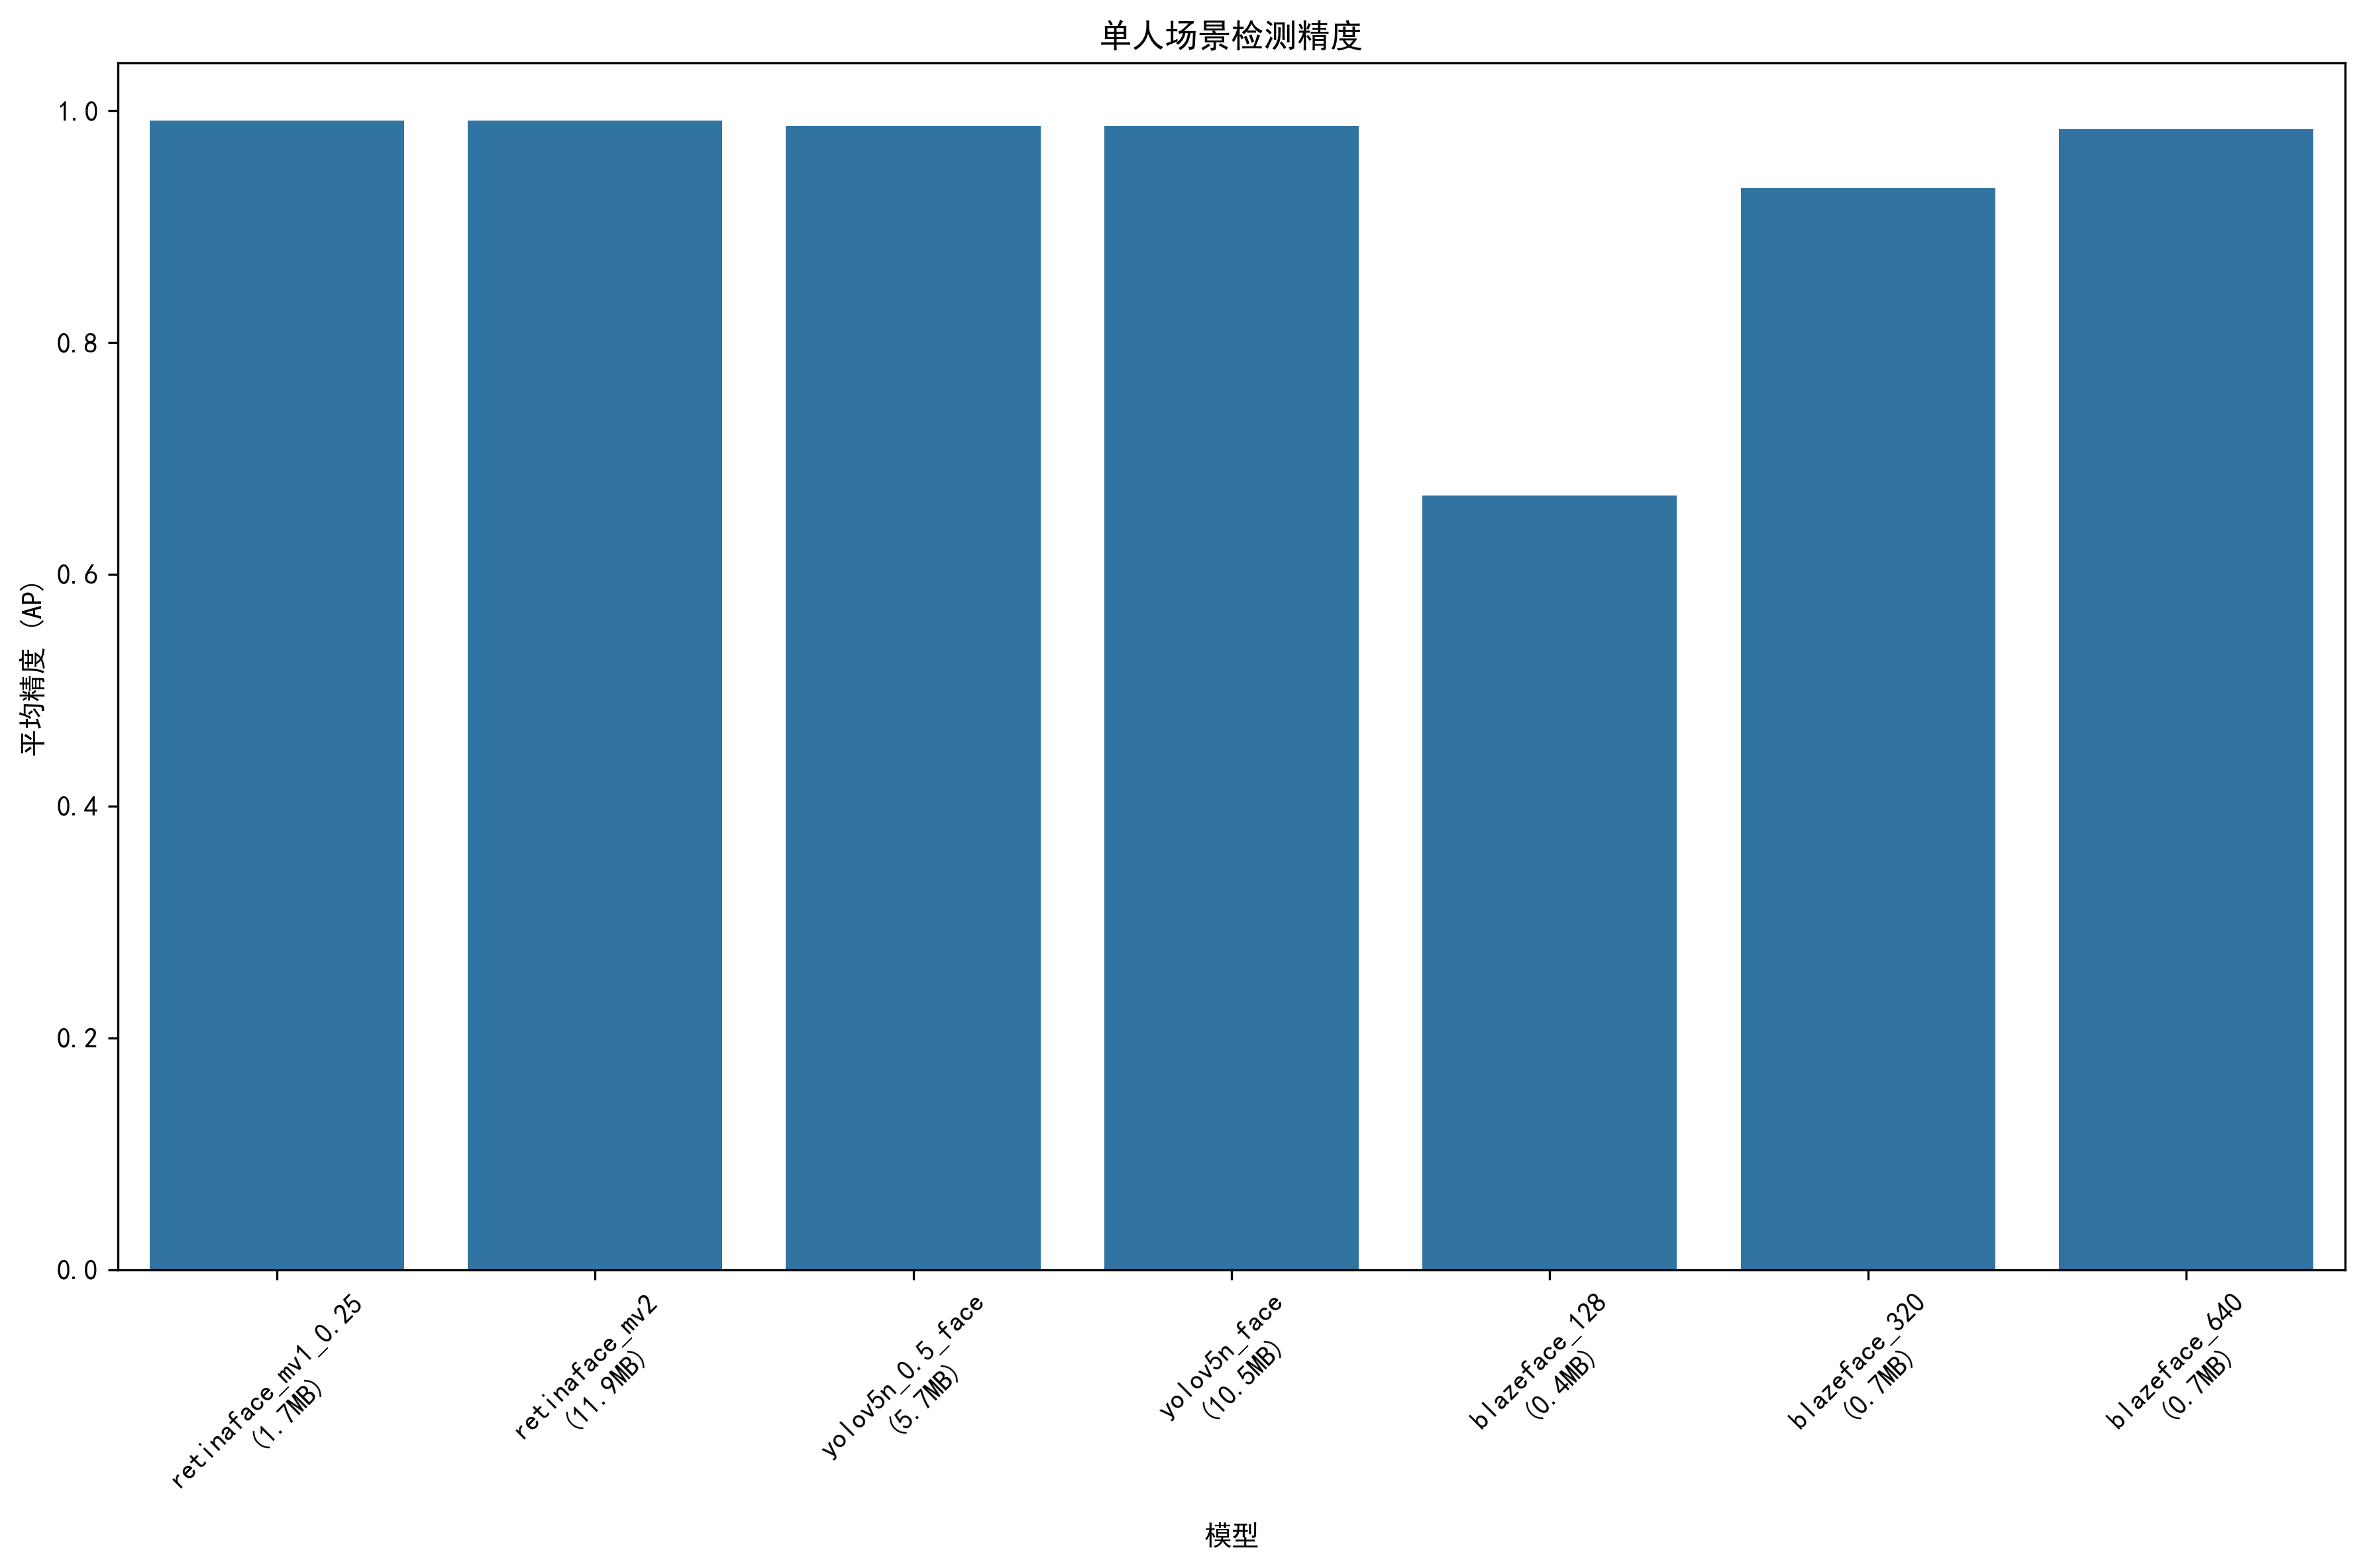 单人场景检测精度
平均精度 (AP)
1.0
0.8
0.6
0.4
0.2
0.0
retinaface_mv1_0.25
(1.7MB)
retinaface_mv2
(11.9MB)
yolov5n_0.5_face
(5.7MB)
yolov5n_face
(10.5MB)
blazeface_128
(0.4MB)
blazeface_320
(0.7MB)
blazeface_640
(0.7MB)
模型